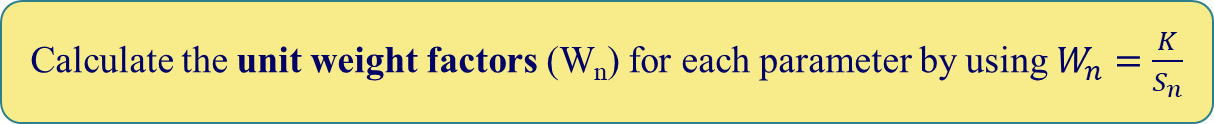 Calculate the unit weight factors (Wₙ) for each parameter by using Wₙ = K/Sₙ